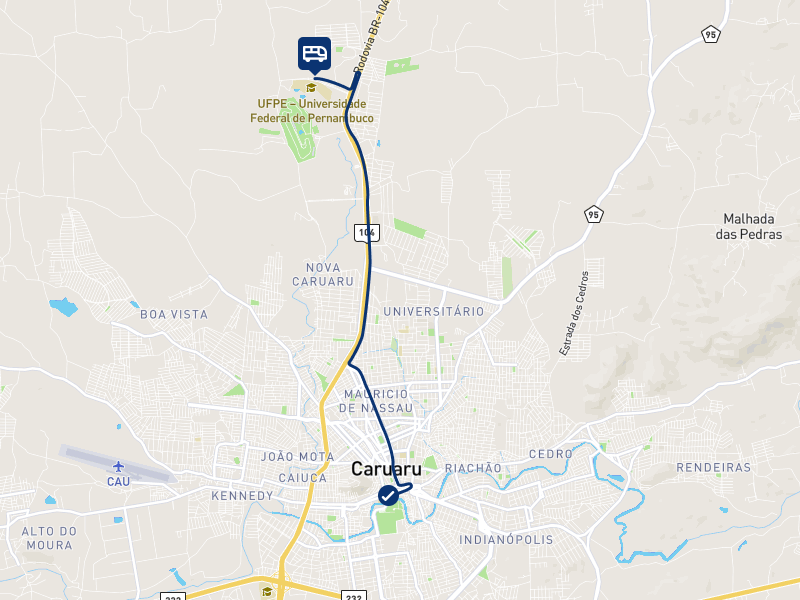 Rodovia BR-104
95
UFPE – Universidade
Federal de Pernambuco
95
Malhada
das Pedras
104
NOVA
CARUARU
Estrada dos Cedros
BOA VISTA
UNIVERSITÁRIO
MAURICIO
DE NASSAU
JOÃO MOTA
CEDRO
Caruaru
RIACHÃO
RENDEIRAS
CAIUCA
CAU
KENNEDY
ALTO DO
MOURA
INDIANÓPOLIS
232
232